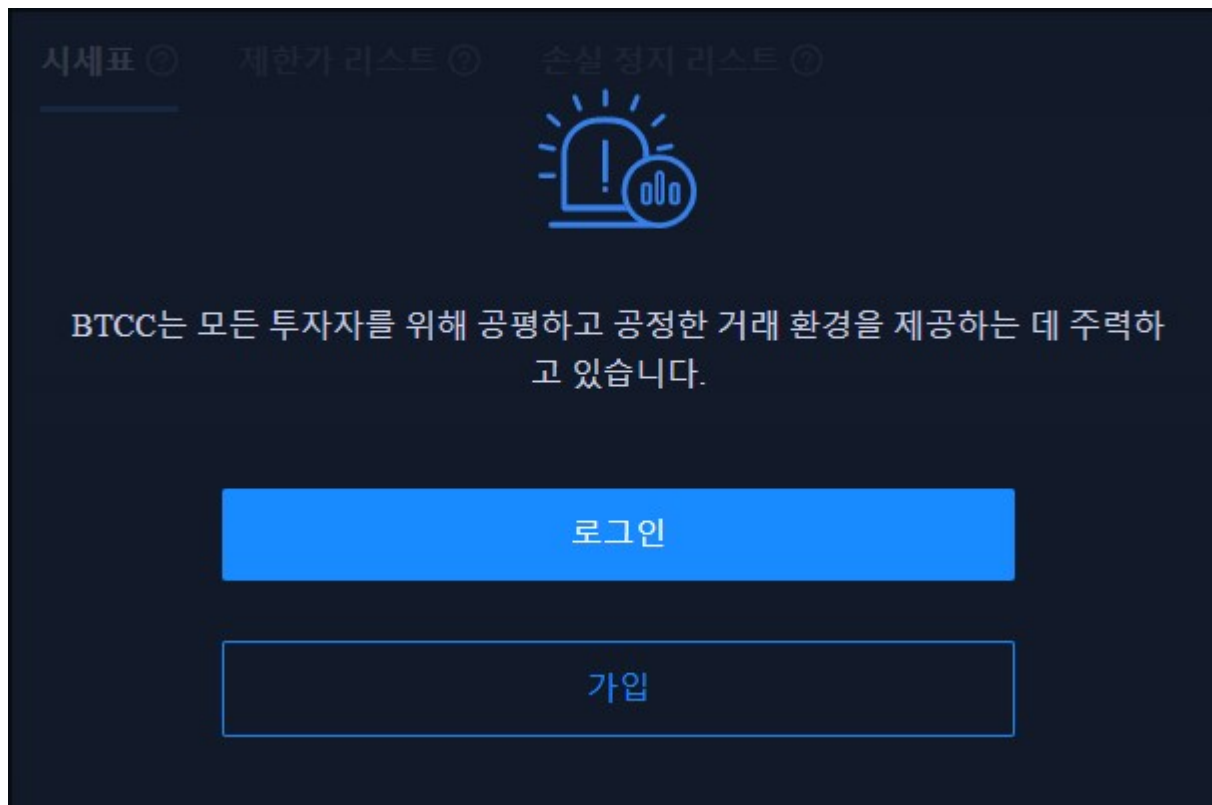 시세표 제한가 리스트 손실 정지 리스트
BTCC는 모든 투자자를 위해 공평하고 공정한 거래 환경을 제공하는 데 주력하
고 있습니다.
로그인
가입